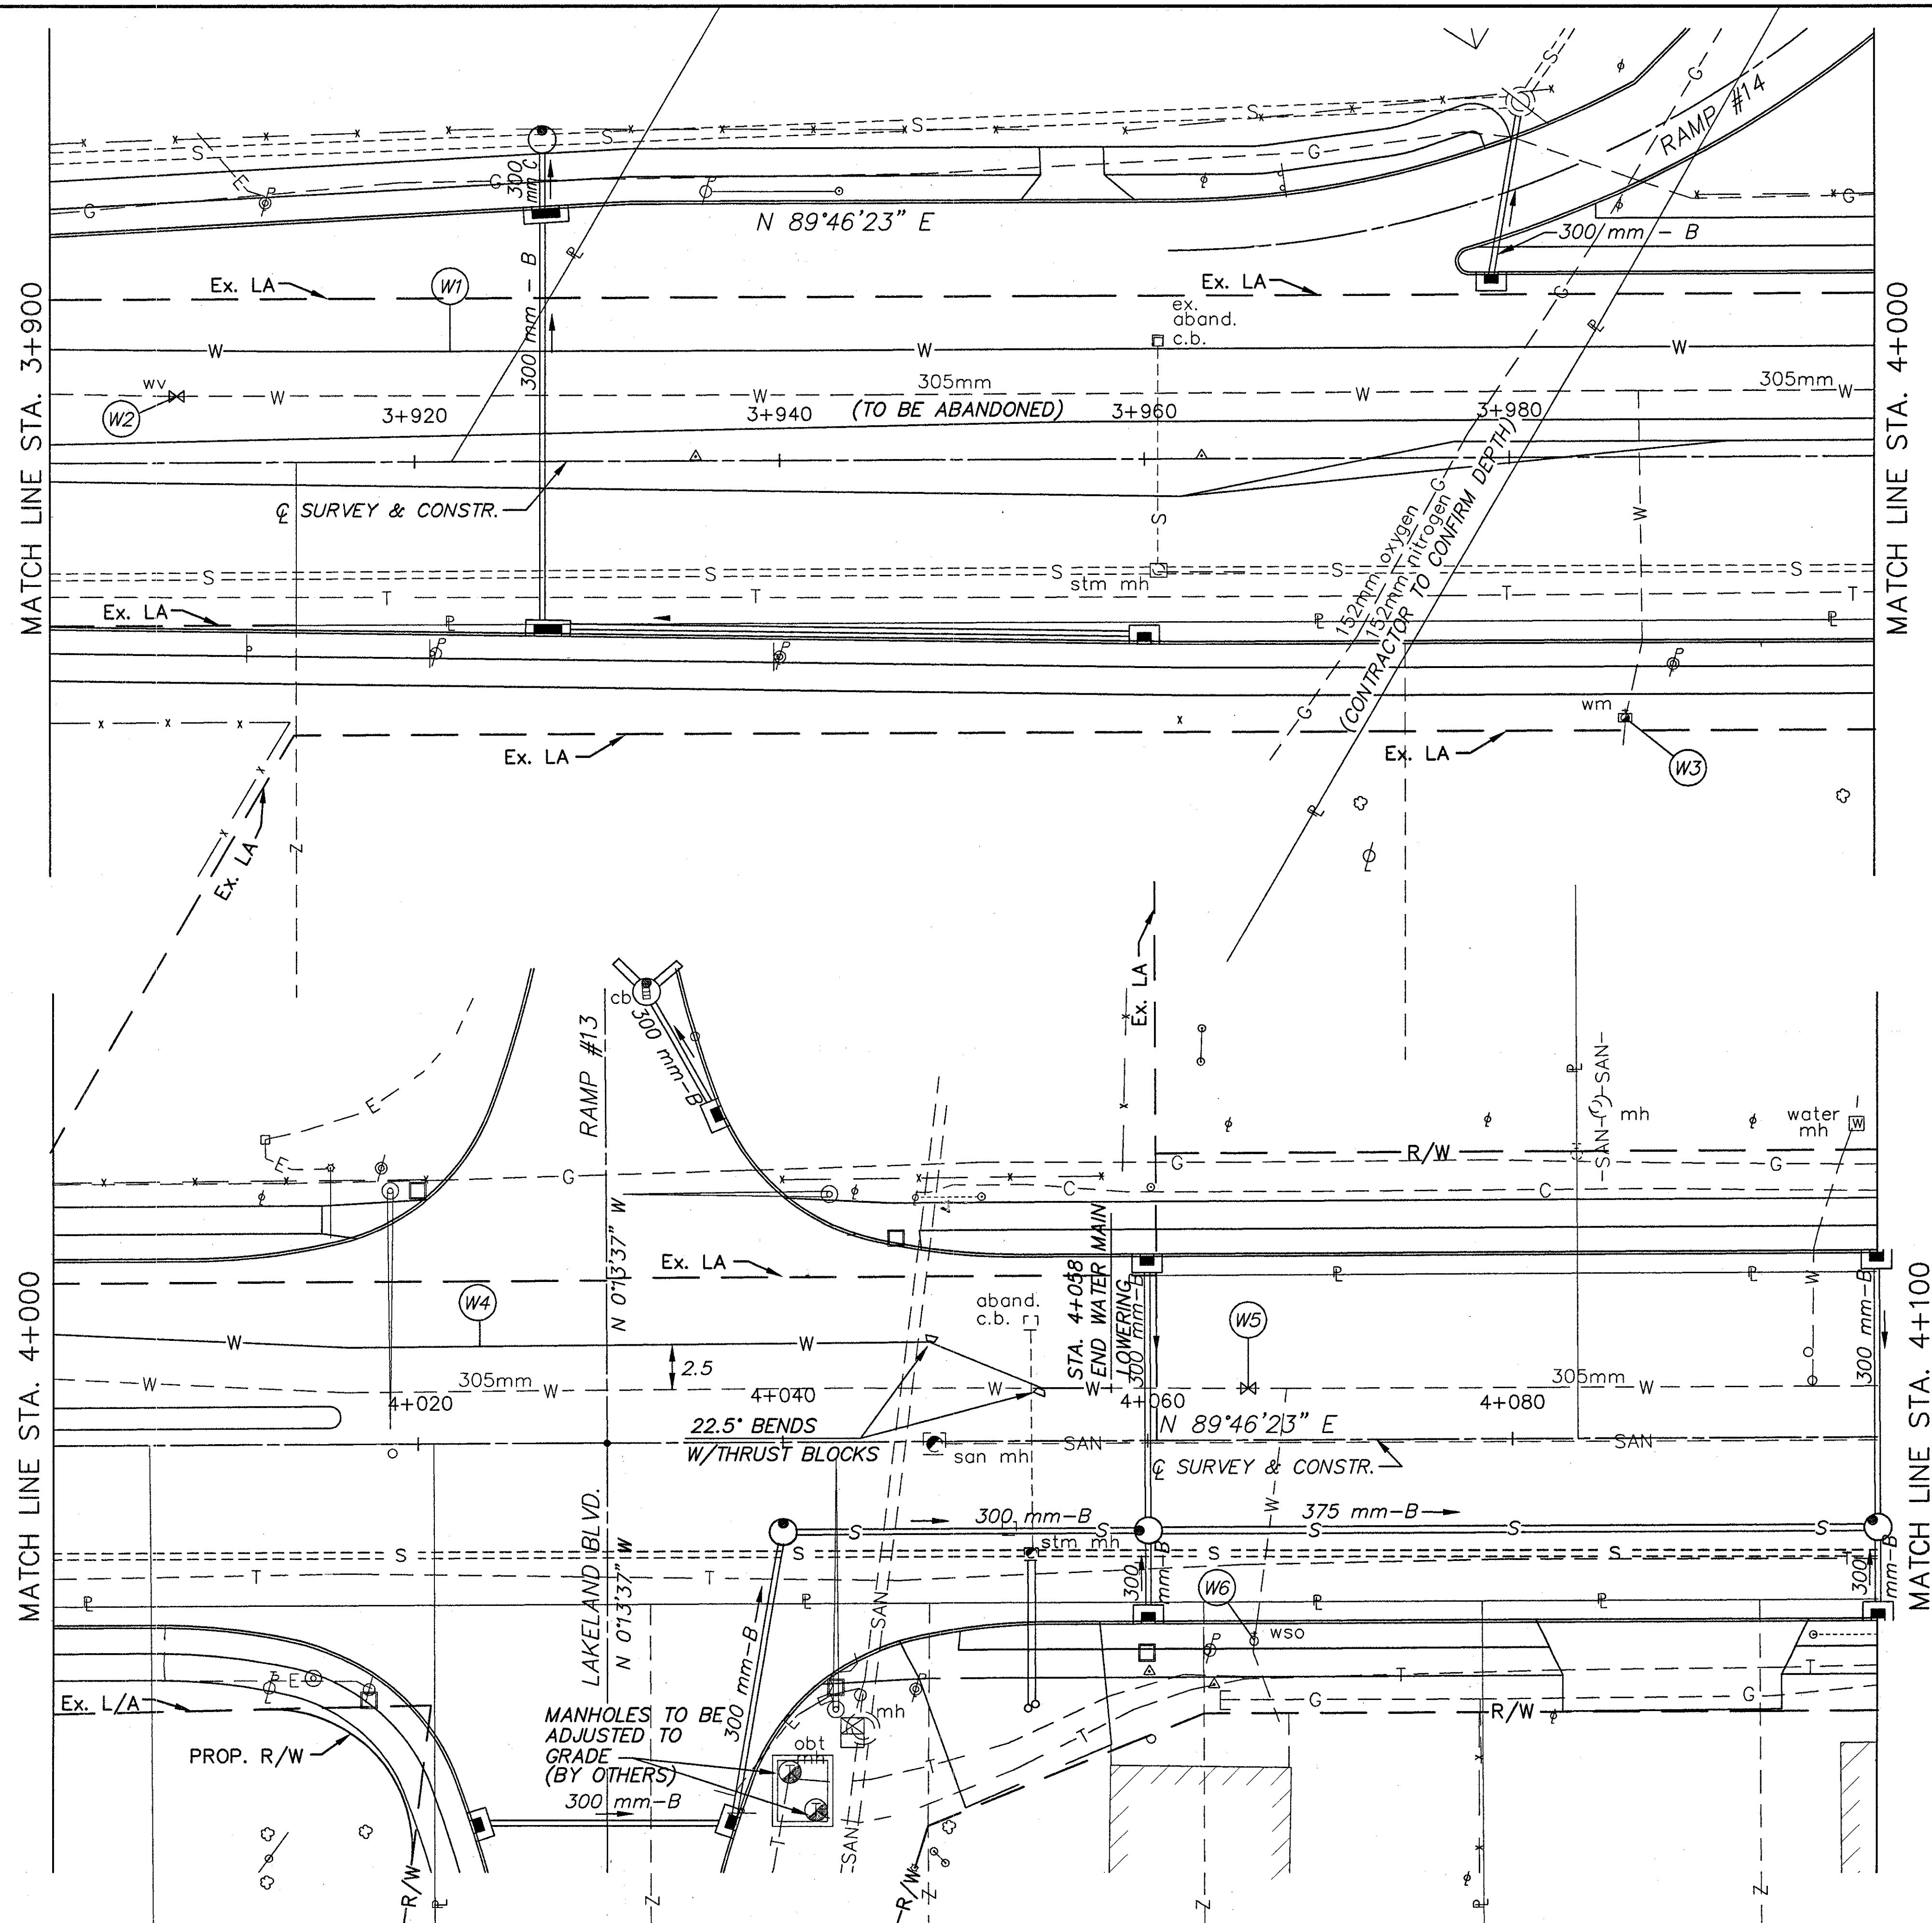 S
S
S
S
S
G
G
G
G
G
E
RAMP #14
300
mm C
N 89°46'23" E
300 mm - B
Ex. LA
W1
300 mm - B
Ex. LA
ex.
aband.
c.b.
W
W
W
wv
W2
W
W
305mm
W
305mm
W
3+920
3+940
(TO BE ABANDONED)
3+960
3+980
MATCH LINE STA. 3+900
MATCH LINE STA. 4+000
℄ SURVEY & CONSTR.
152mm oxygen
152mm nitrogen
(CONTRACTOR TO CONFIRM DEPTH)
G
G
G
W
S
S
S
S
S
S
stm mh
T
T
T
T
Ex. LA
wm
W3
Ex. LA
Ex. LA
Ex. LA
Z
Ex. LA
cb
300 mm-B
RAMP #13
SAN
SAN
mh
water
mh
W
E
E
G
G
G
R/W
C
C
N 0°13'37" W
Ex. LA
STA. 4+058
END WATER MAIN
LOWERING
300 mm-B
300 mm-B
W4
aband.
c.b.
W5
W
W
2.5
W
305mm
W
W
W
305mm
W
W
4+020
4+040
4+060
4+080
MATCH LINE STA. 4+000
MATCH LINE STA. 4+100
22.5° BENDS
W/THRUST BLOCKS
N 89°46'23" E
san mh
SAN
SAN
℄ SURVEY & CONSTR.
W
LAKELAND BLVD.
N 0°13'37" W
300 mm-B
375 mm-B
S
S
S
S
S
stm mh
S
S
S
S
T
T
T
300
mm-B
300
mm-B
W6
wso
SAN
300 mm-B
E
E
T
T
G
G
Ex. L/A
PROP. R/W
MANHOLES TO BE
ADJUSTED TO
GRADE
(BY OTHERS)
mh
obt
mh
300 mm-B
R/W
T
T
SAN
R/W
R/W
Z
Z
Z
Z